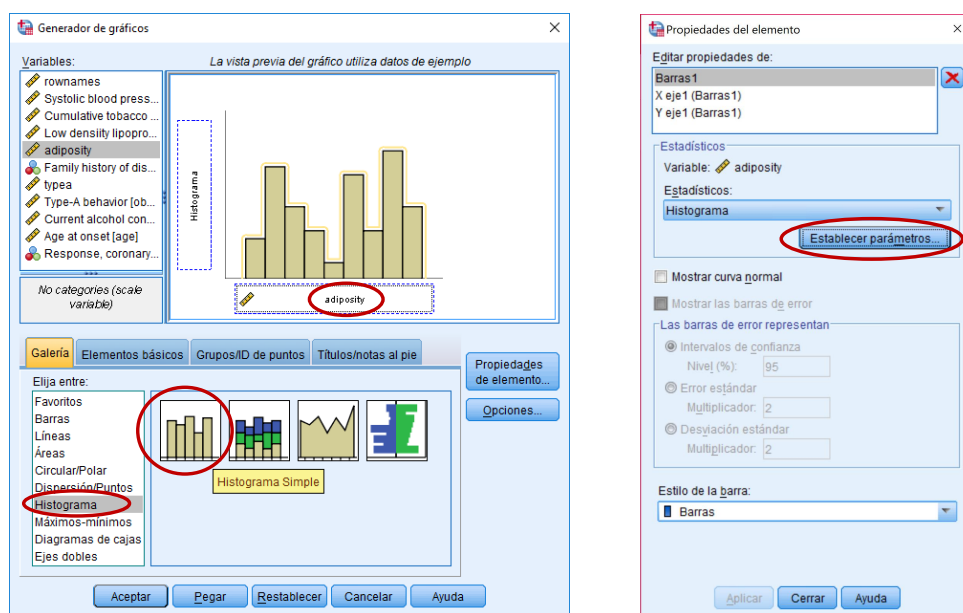 Generador de gráficos
Variables:
La vista previa del gráfico utiliza datos de ejemplo
rownames
Systolic blood press...
Cumulative tobacco ...
Low densiity lipopro...
adiposity
Family history of dis...
typea
Type-A behavior [ob...
Current alcohol con...
Age at onset [age]
Response, coronary...
No categories (scale
variable)
Histograma
adiposity
Galería
Elementos básicos
Grupos/ID de puntos
Títulos/notas al pie
Elija entre:
Favoritos
Barras
Líneas
Áreas
Circular/Polar
Dispersión/Puntos
Histograma
Máximos-mínimos
Diagramas de cajas
Ejes dobles
Histograma Simple
Propiedades
de elemento...
Opciones...
Aceptar
Pegar
Restablecer
Cancelar
Ayuda
Propiedades del elemento
Editar propiedades de:
Barras1
X eje1 (Barras1)
Y eje1 (Barras1)
Estadísticos
Variable: adiposity
Estadísticos:
Histograma
Establecer parámetros...
Mostrar curva normal
Mostrar las barras de error
Las barras de error representan
Intervalos de confianza
Nivel (%): 95
Error estándar
Multiplicador: 2
Desviación estándar
Multiplicador: 2
Estilo de la barra:
Barras
Aplicar
Cerrar
Ayuda